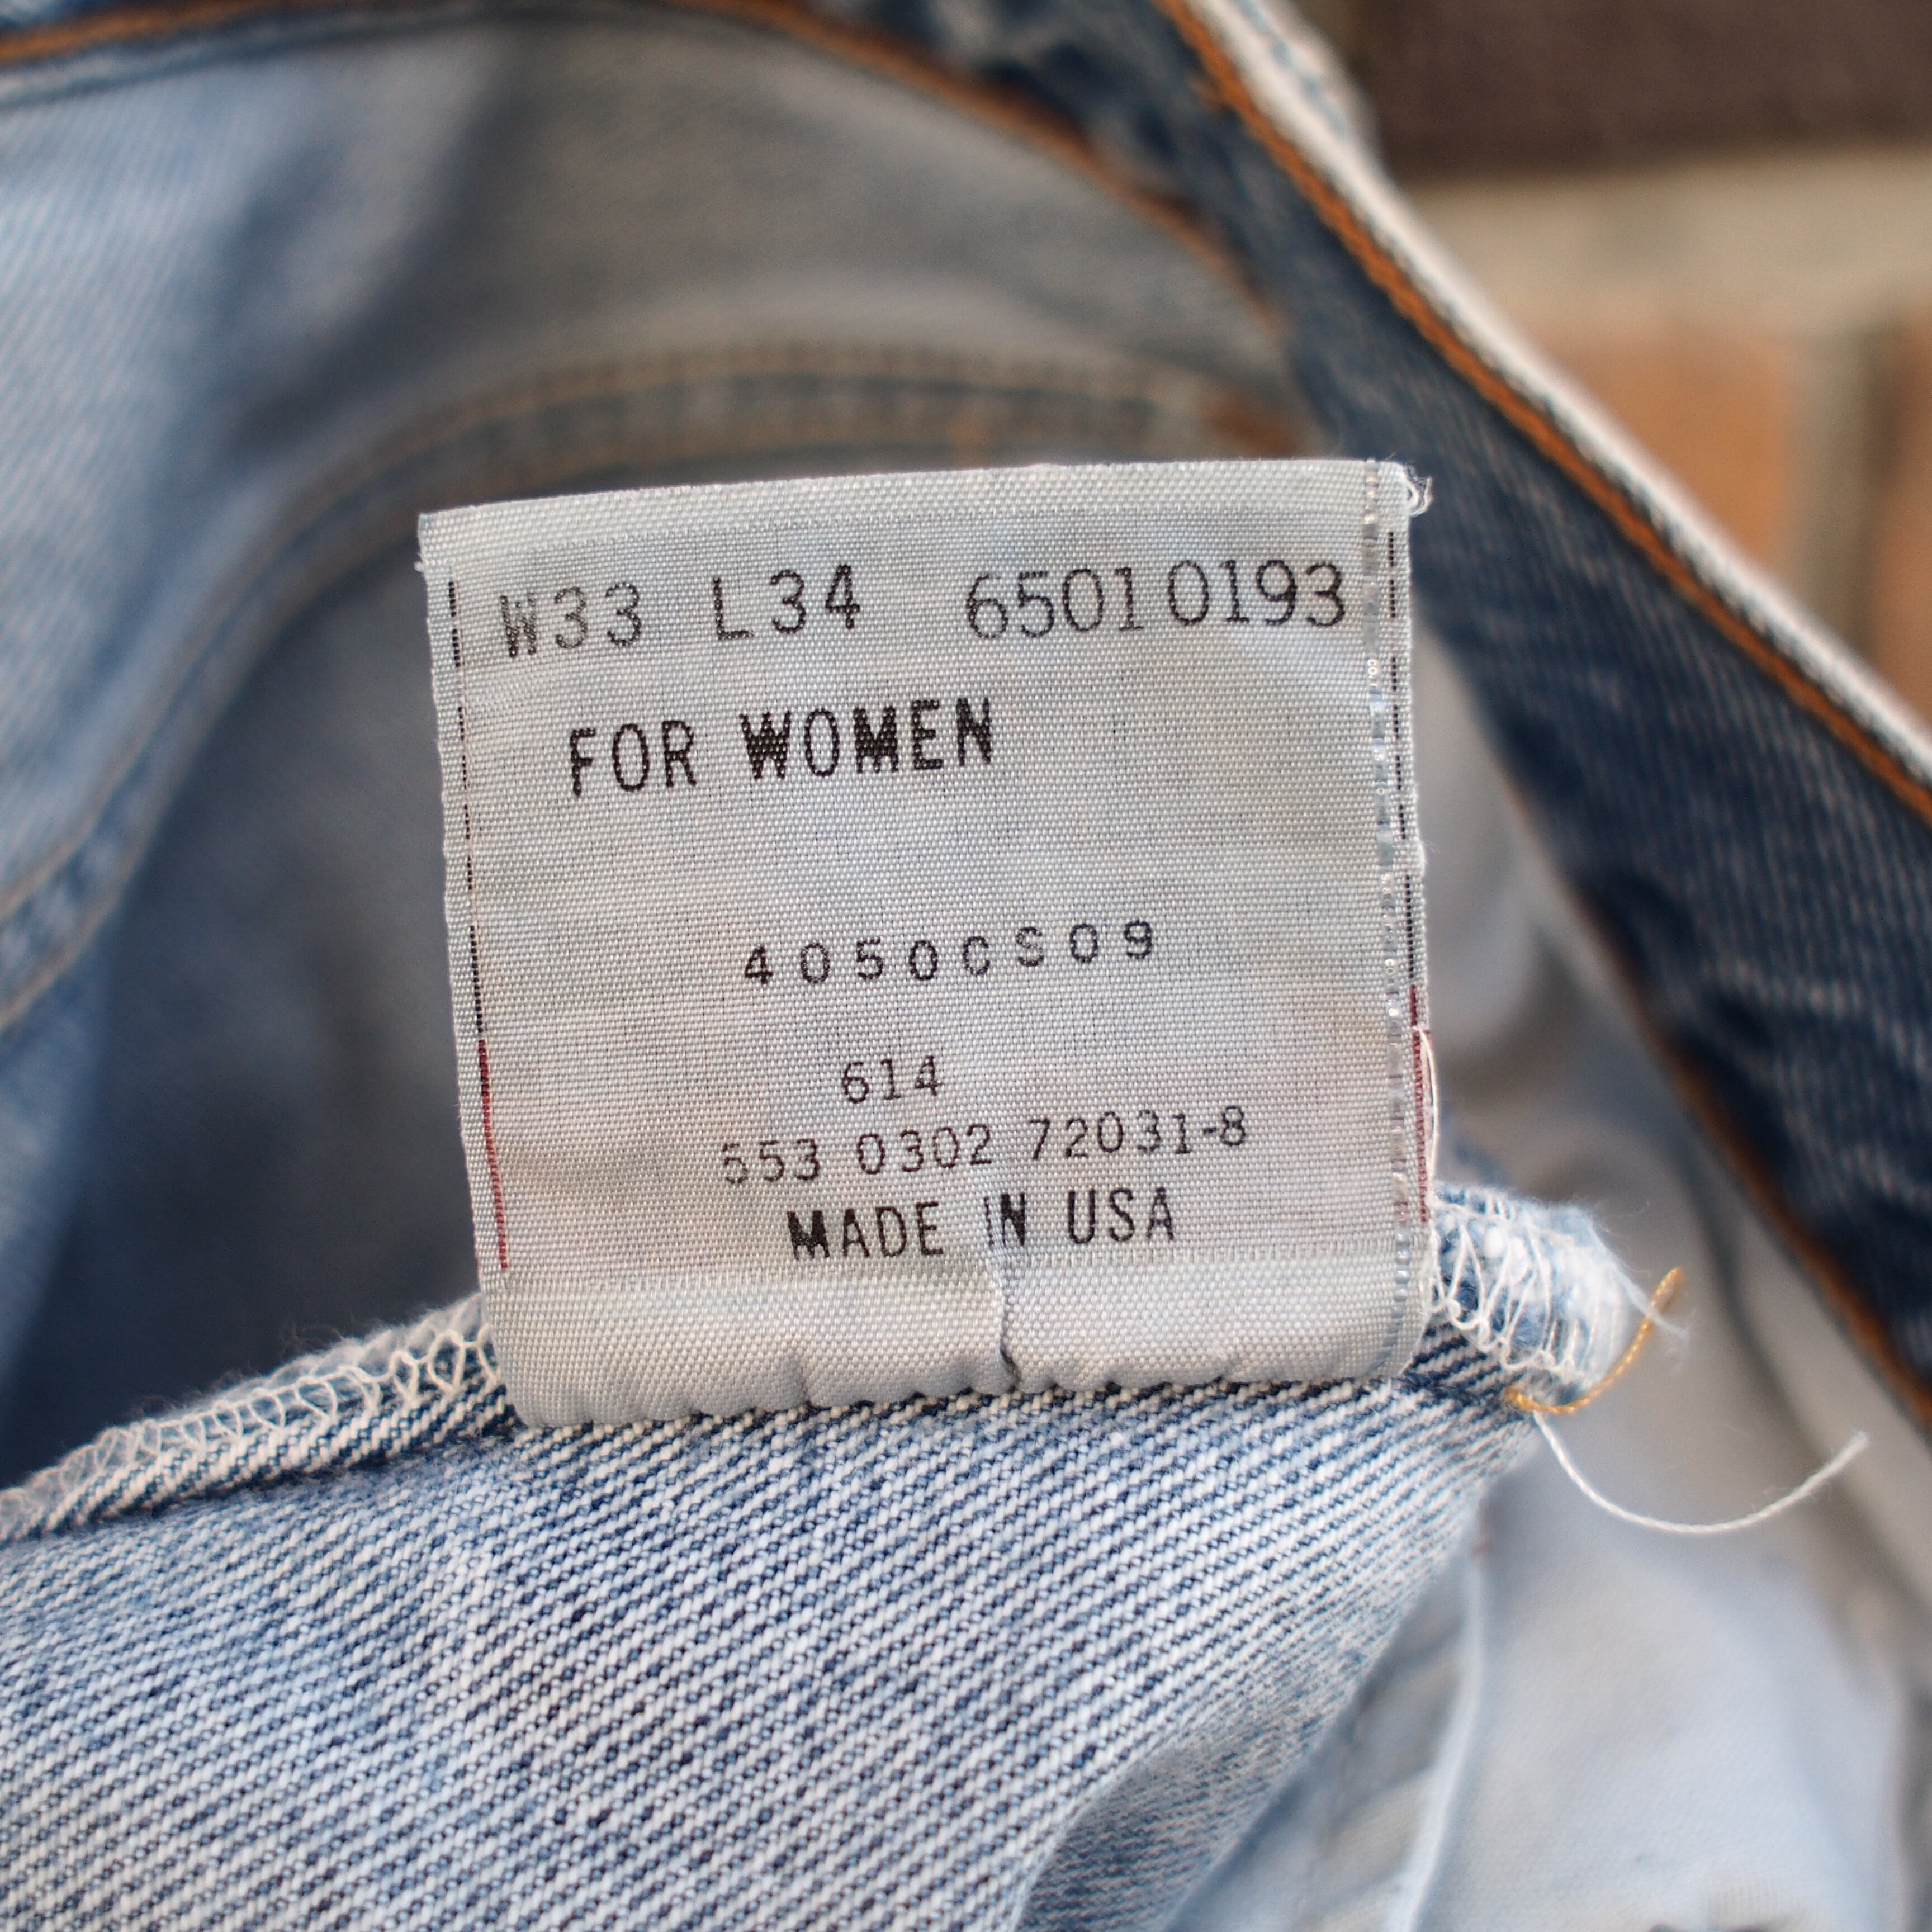 W33 L34 65010193
FOR WOMEN
4050CS09
614
553 0302 72031-8
MADE IN USA